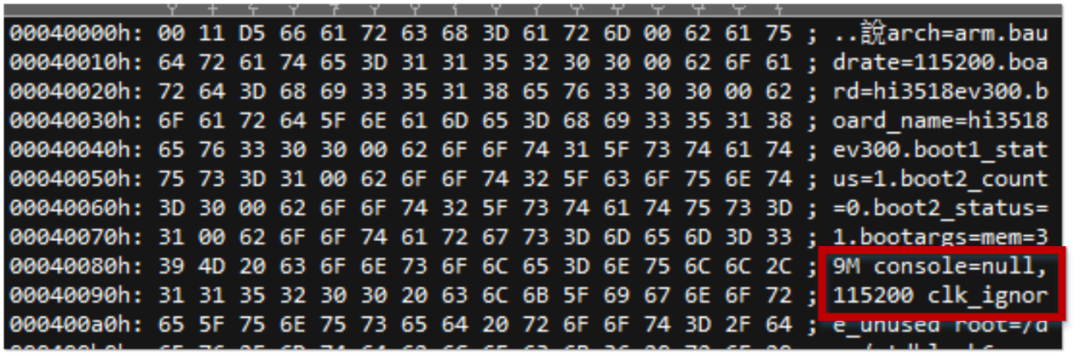 00040000h: 00 11 D5 66 61 72 63 68 3D 61 72 6D 00 62 61 75 ; ..說arch=arm.bau
00040010h: 64 72 61 74 65 3D 31 31 35 32 30 30 00 62 6F 61 ; drate=115200.boa
00040020h: 72 64 3D 68 69 33 35 31 38 65 76 33 30 30 00 62 ; rd=hi3518ev300.b
00040030h: 6F 61 72 64 5F 6E 61 6D 65 3D 68 69 33 35 31 38 ; oard_name=hi3518
00040040h: 65 76 33 30 30 00 62 6F 6F 74 31 5F 73 74 61 74 ; ev300.boot1_stat
00040050h: 75 73 3D 31 00 62 6F 6F 74 32 5F 63 6F 75 6E 74 ; us=1.boot2_count
00040060h: 3D 30 00 62 6F 6F 74 32 5F 73 74 61 74 75 73 3D ; =0.boot2_status=
00040070h: 31 00 62 6F 6F 74 61 72 67 73 3D 6D 65 6D 3D 33 ; 1.bootargs=mem=3
00040080h: 39 4D 20 63 6F 6E 73 6F 6C 65 3D 6E 75 6C 6C 2C ; 9M console=null,
00040090h: 31 31 35 32 30 30 20 63 6C 6B 5F 69 67 6E 6F 72 ; 115200 clk_ignor
000400a0h: 65 5F 75 6E 75 73 65 64 20 72 6F 6F 74 3D 2F 64 ; e_unused root=/d